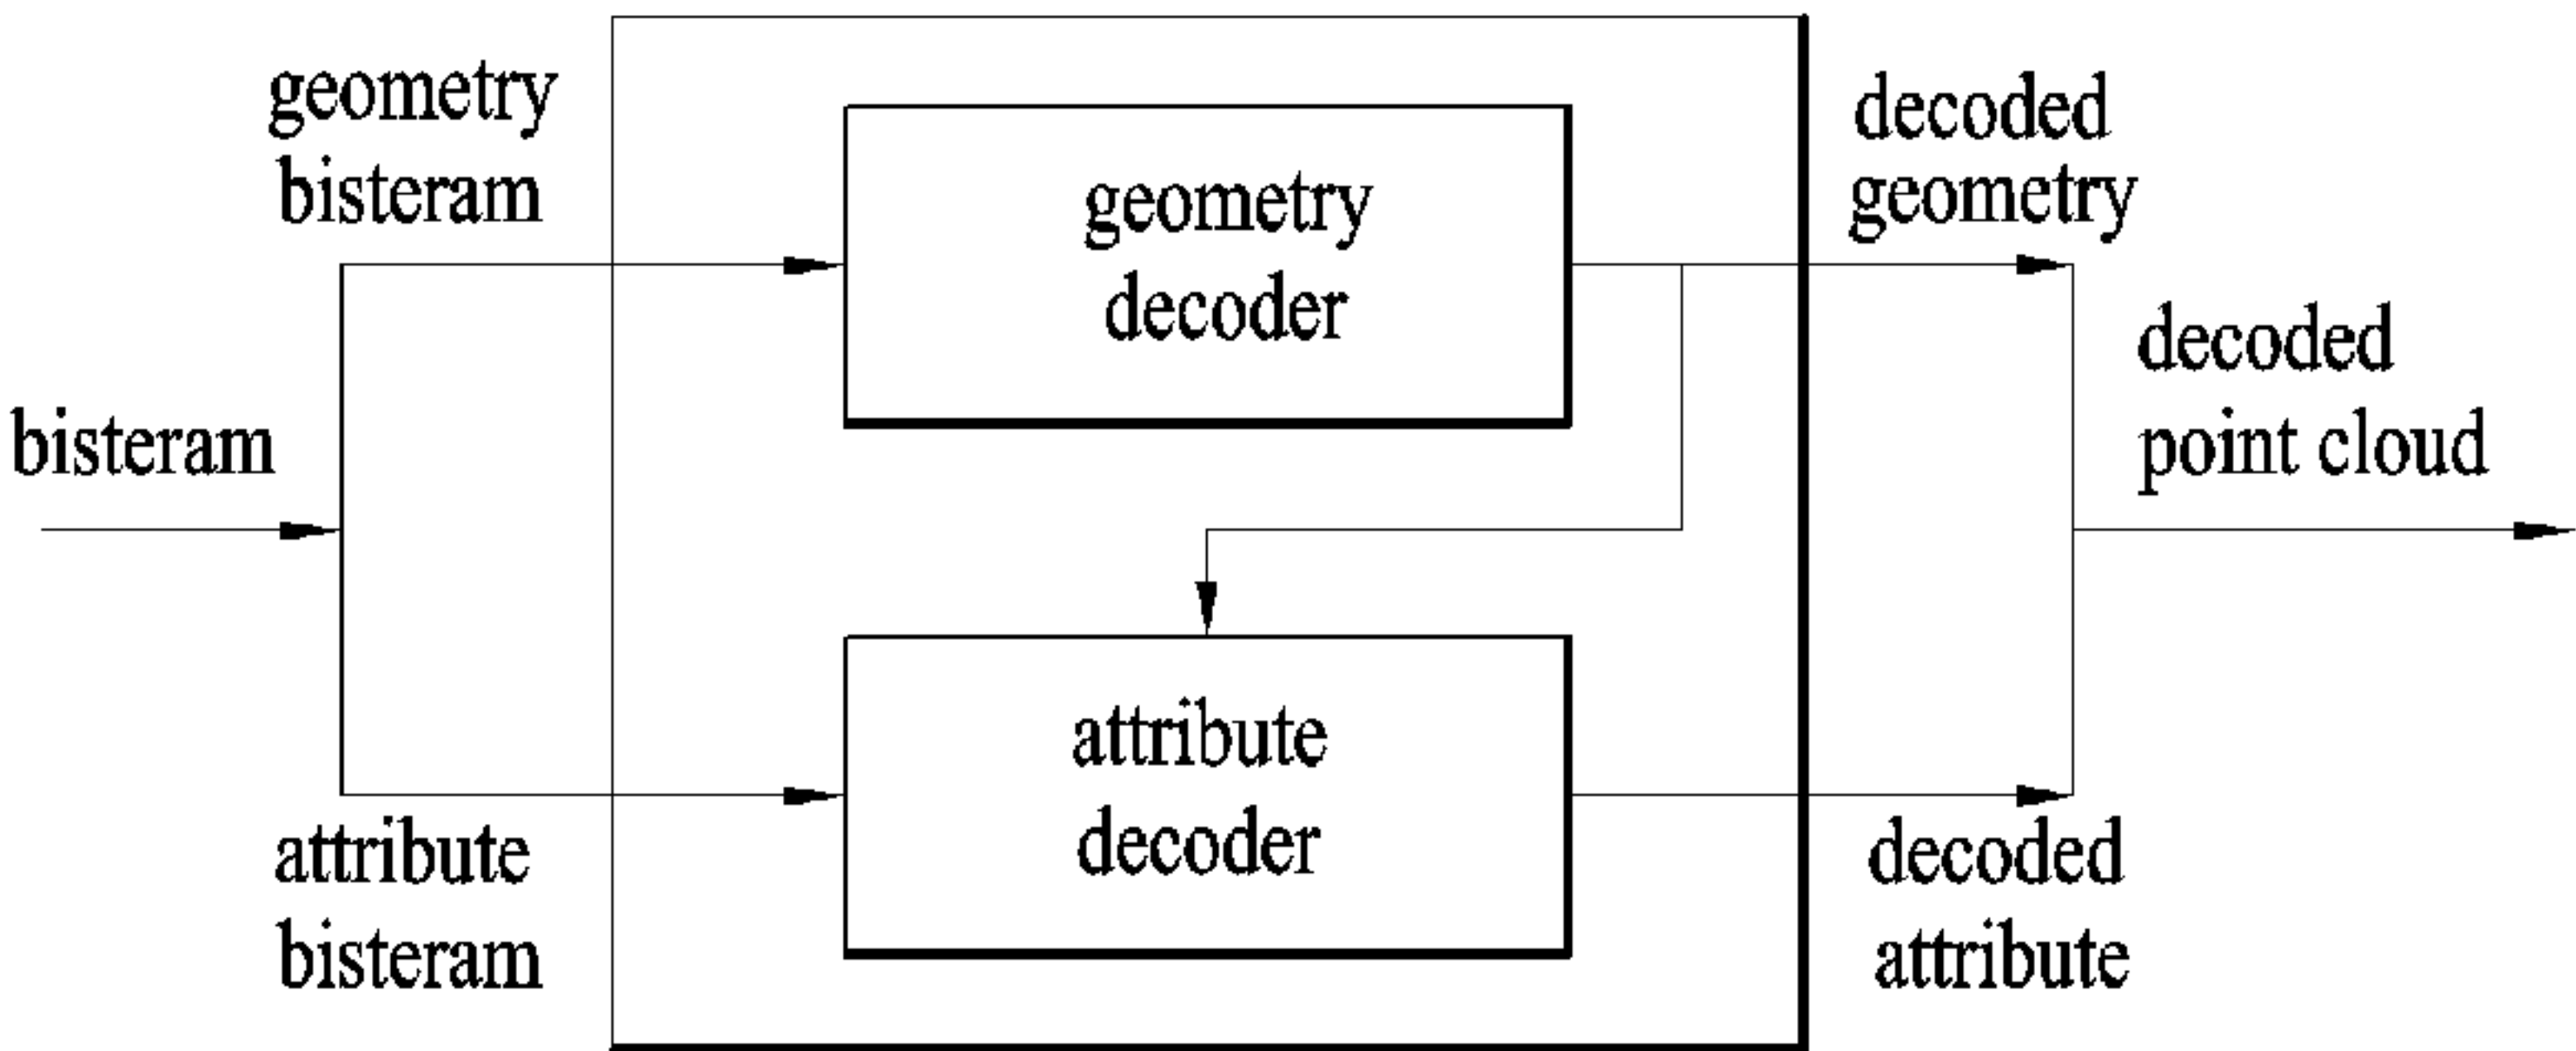 geometry
bisteram
bisteram
attribute
bisteram
geometry
decoder
attribute
decoder
decoded
geometry
decoded
point cloud
decoded
attribute